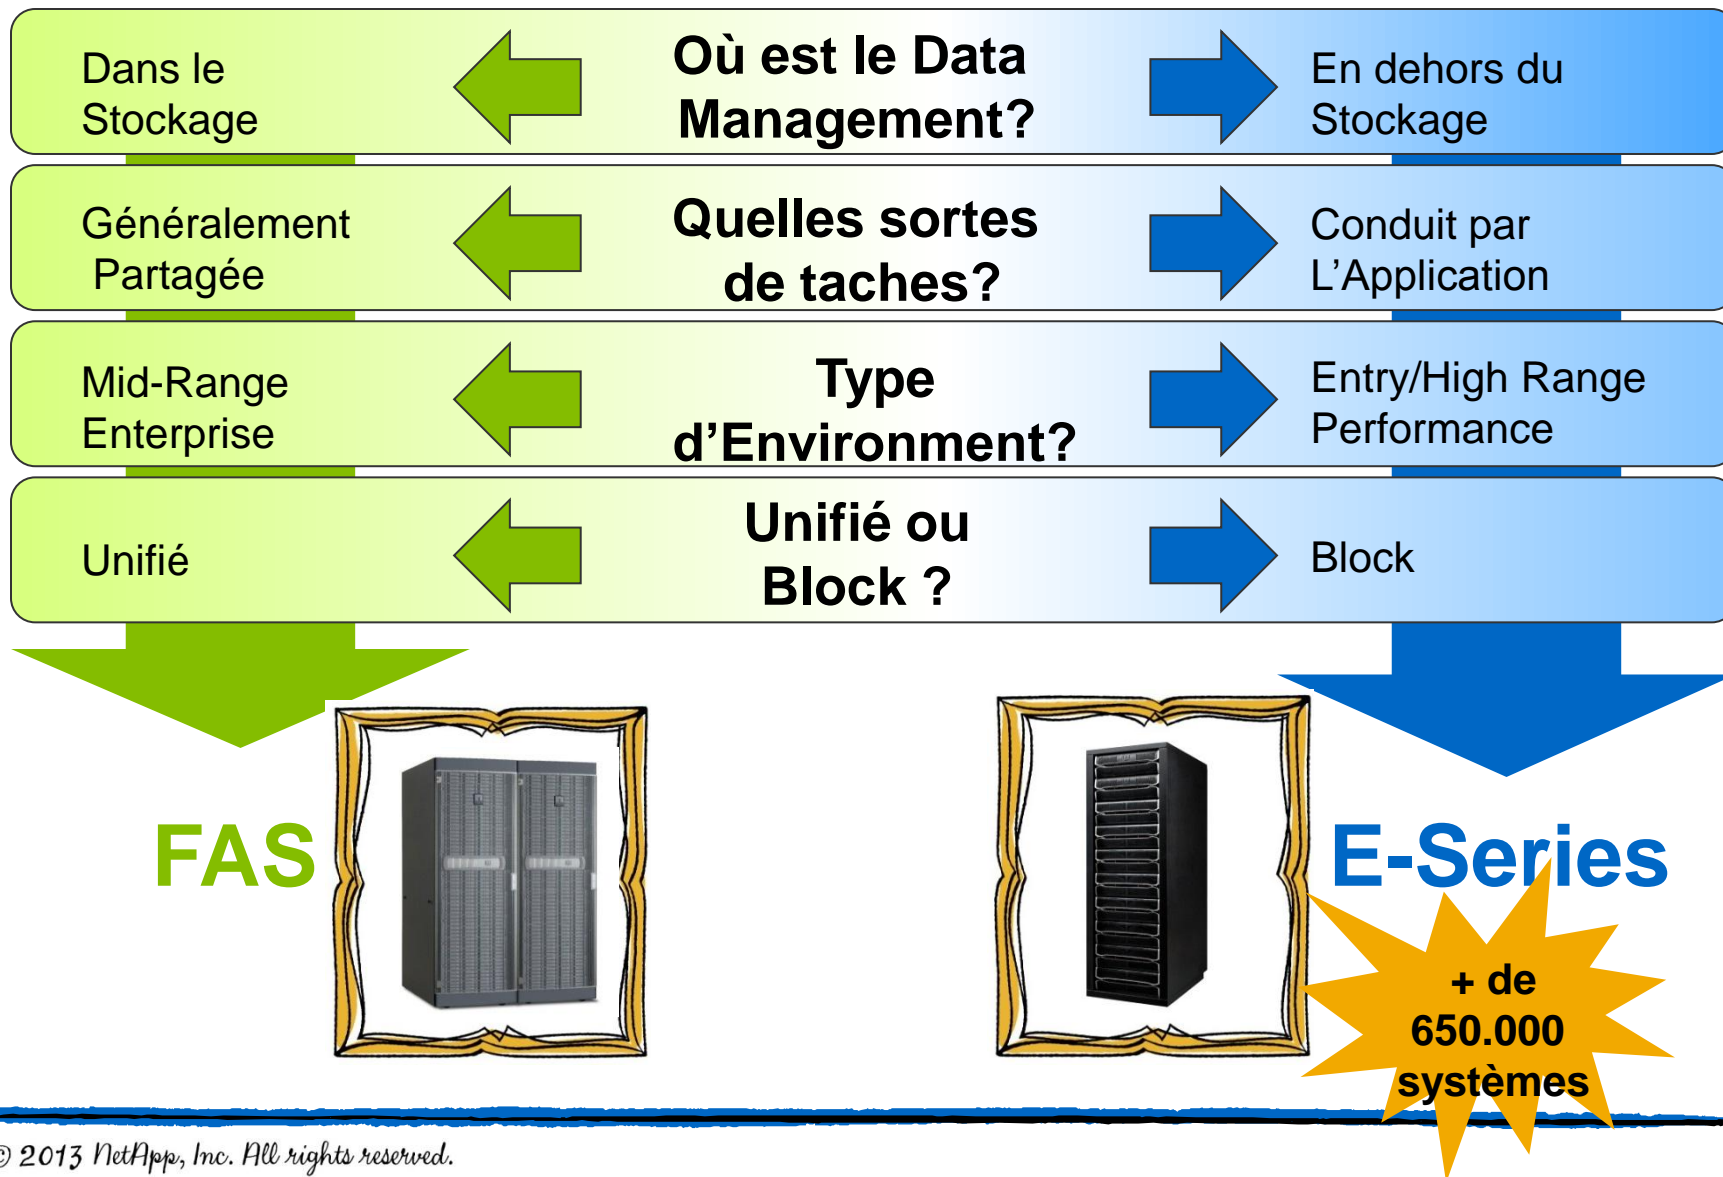 Dans le
Stockage
Où est le Data
Management?
En dehors du
Stockage
Généralement
Partagée
Quelles sortes
de taches?
Conduit par
L’Application
Mid-Range
Enterprise
Type
d’Environment?
Entry/High Range
Performance
Unifié
Unifié ou
Block ?
Block
FAS
E-Series
+ de
650.000
systèmes
© 2013 NetApp, Inc. All rights reserved.